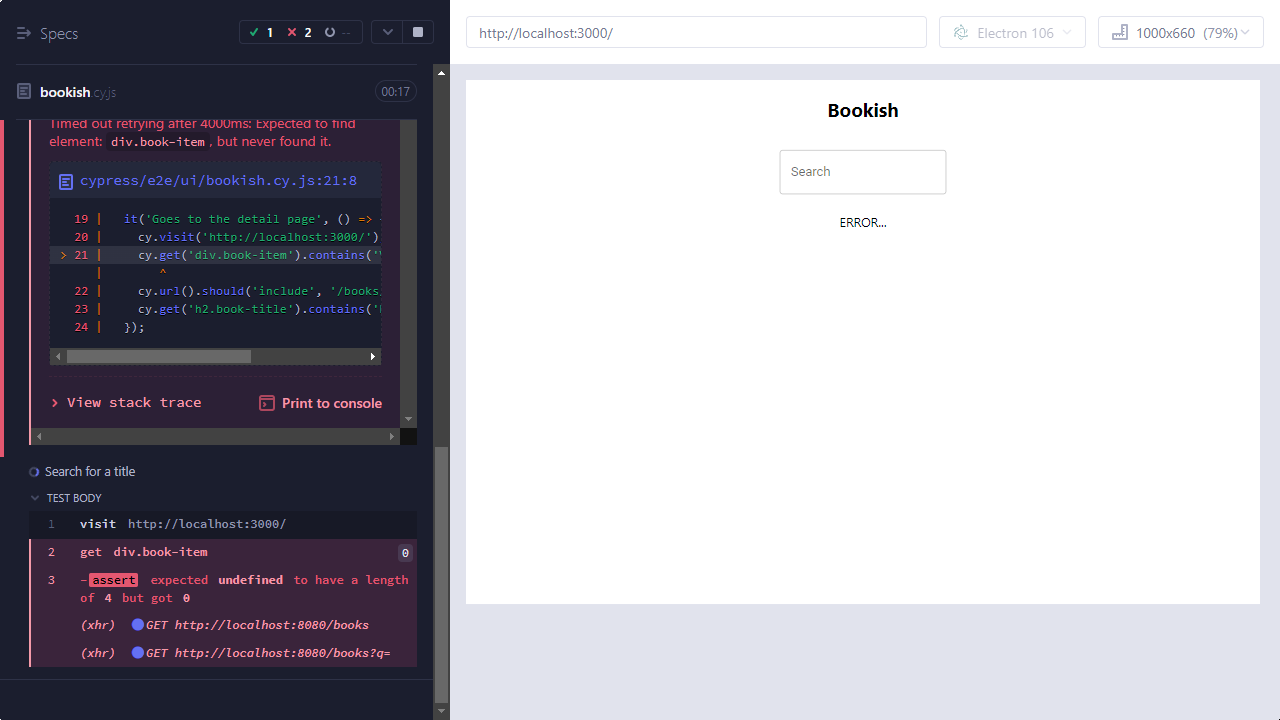 Specs
1
2
--
bookish.cy.js
00:17
Timed out retrying after 4000ms: Expected to find
element: div.book-item, but never found it.
cypress/e2e/ui/bookish.cy.js:21:8
19 | it('Goes to the detail page', () =>
20 | cy.visit('http://localhost:3000/')
> 21 | cy.get('div.book-item').contains('
| ^
22 | cy.url().should('include', '/books
23 | cy.get('h2.book-title').contains('
24 | });
View stack trace
Print to console
Search for a title
TEST BODY
1 visit http://localhost:3000/
2 get div.book-item 0
3 -assert expected undefined to have a length
of 4 but got 0
(xhr) GET http://localhost:8080/books
(xhr) GET http://localhost:8080/books?q=
http://localhost:3000/
Electron 106
1000x660 (79%)
Bookish
Search
ERROR...